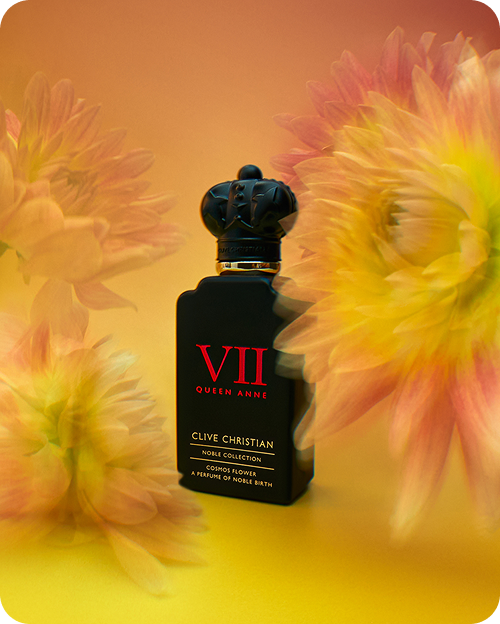 VII
QUEEN ANNE
CLIVE CHRISTIAN
NOBLE COLLECTION
COSMOS FLOWER
A PERFUME OF NOBLE BIRTH